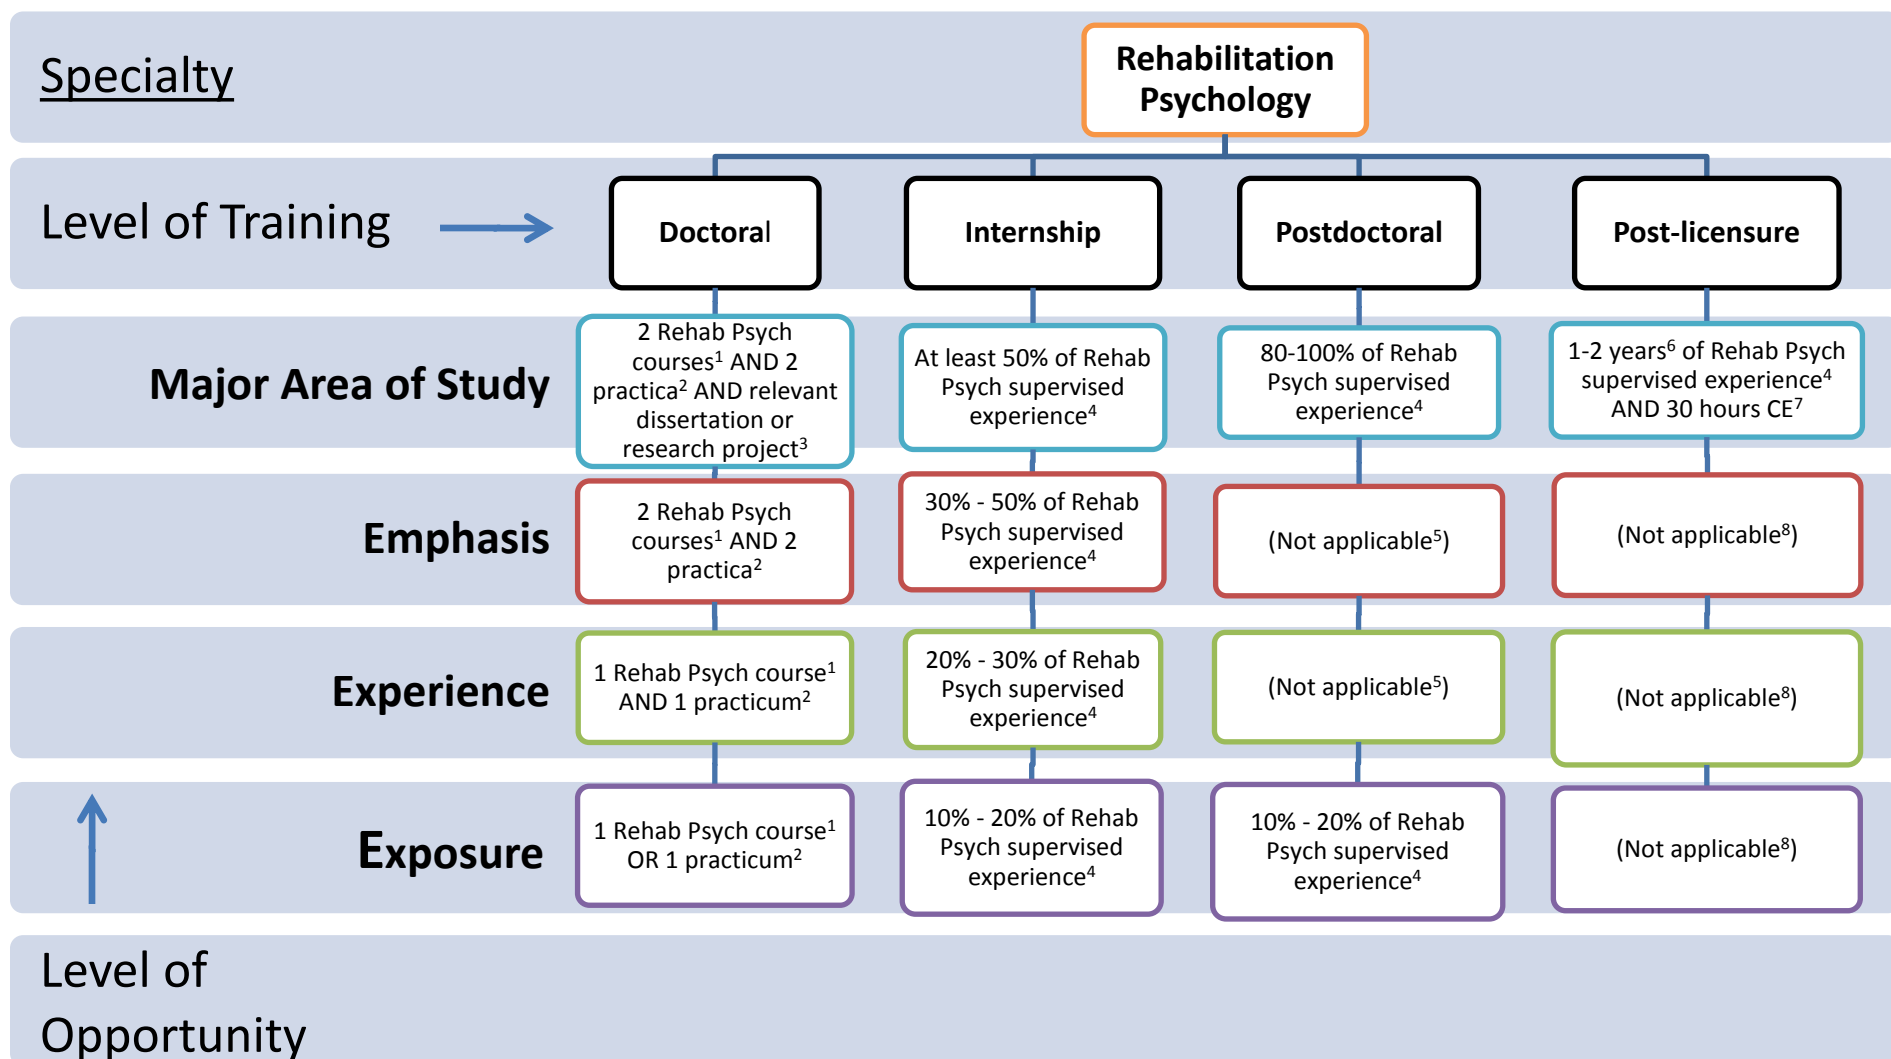 Specialty
Rehabilitation
Psychology
Level of Training
Doctoral
Internship
Postdoctoral
Post-licensure
Major Area of Study
2 Rehab Psych
courses¹ AND 2
practica² AND relevant
dissertation or
research project³
At least 50% of Rehab
Psych supervised
experience⁴
80-100% of Rehab
Psych supervised
experience⁴
1-2 years⁶ of Rehab Psych
supervised experience⁴
AND 30 hours CE⁷
Emphasis
2 Rehab Psych
courses¹ AND 2
practica²
30% - 50% of Rehab
Psych supervised
experience⁴
(Not applicable⁵)
(Not applicable⁸)
Experience
1 Rehab Psych course¹
AND 1 practicum²
20% - 30% of Rehab
Psych supervised
experience⁴
(Not applicable⁵)
(Not applicable⁸)
Exposure
1 Rehab Psych course¹
OR 1 practicum²
10% - 20% of Rehab
Psych supervised
experience⁴
10% - 20% of Rehab
Psych supervised
experience⁴
(Not applicable⁸)
Level of
Opportunity